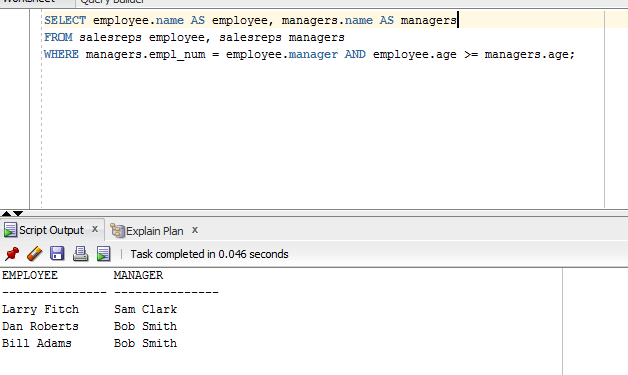 Worksheet Query Builder
SELECT employee.name AS employee, managers.name AS managers
FROM salesreps employee, salesreps managers
WHERE managers.empl_num = employee.manager AND employee.age >= managers.age;
Script Output x Explain Plan x
Task completed in 0.046 seconds
EMPLOYEE MANAGER
--------------- ---------------
Larry Fitch Sam Clark
Dan Roberts Bob Smith
Bill Adams Bob Smith